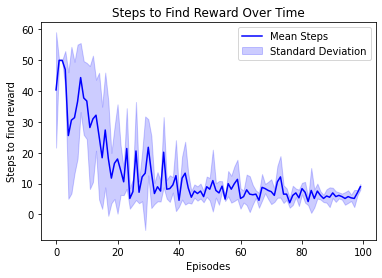 Steps to Find Reward Over Time
Mean Steps
Standard Deviation
Steps to find reward
60
50
40
30
20
10
0
0 20 40 60 80 100
Episodes